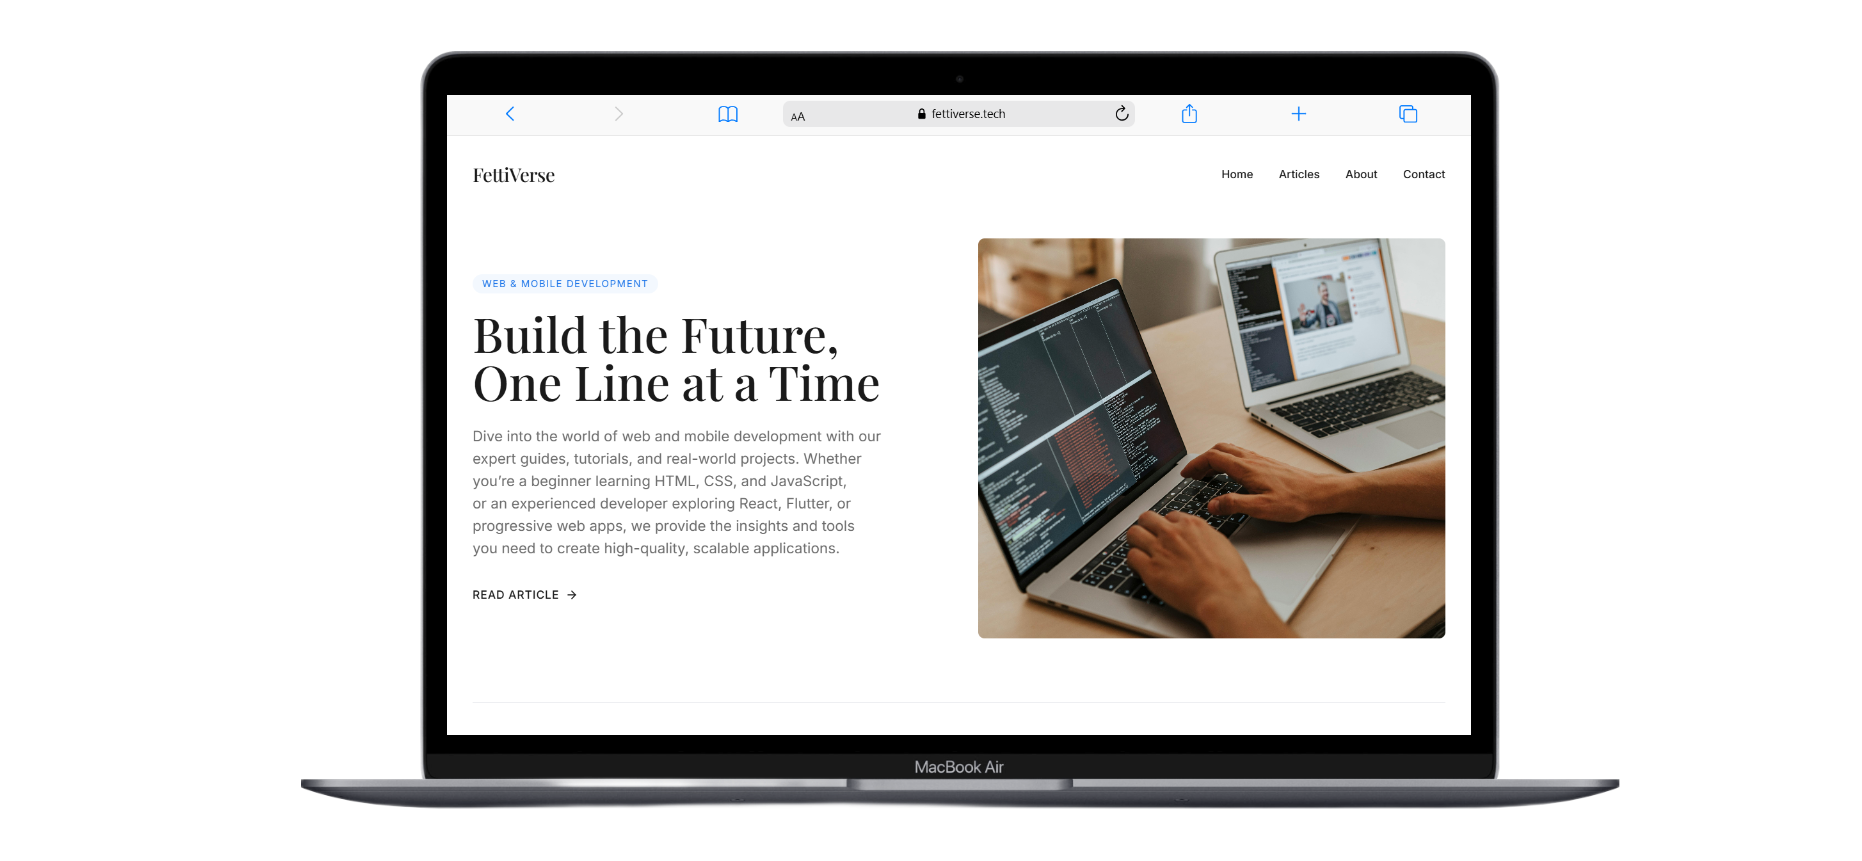 AA
fettiverse.tech
FettiVerse
Home
Articles
About
Contact
WEB & MOBILE DEVELOPMENT
Build the Future,
One Line at a Time
Dive into the world of web and mobile development with our
expert guides, tutorials, and real-world projects. Whether
you’re a beginner learning HTML, CSS, and JavaScript,
or an experienced developer exploring React, Flutter, or
progressive web apps, we provide the insights and tools
you need to create high-quality, scalable applications.
READ ARTICLE →
MacBook Air